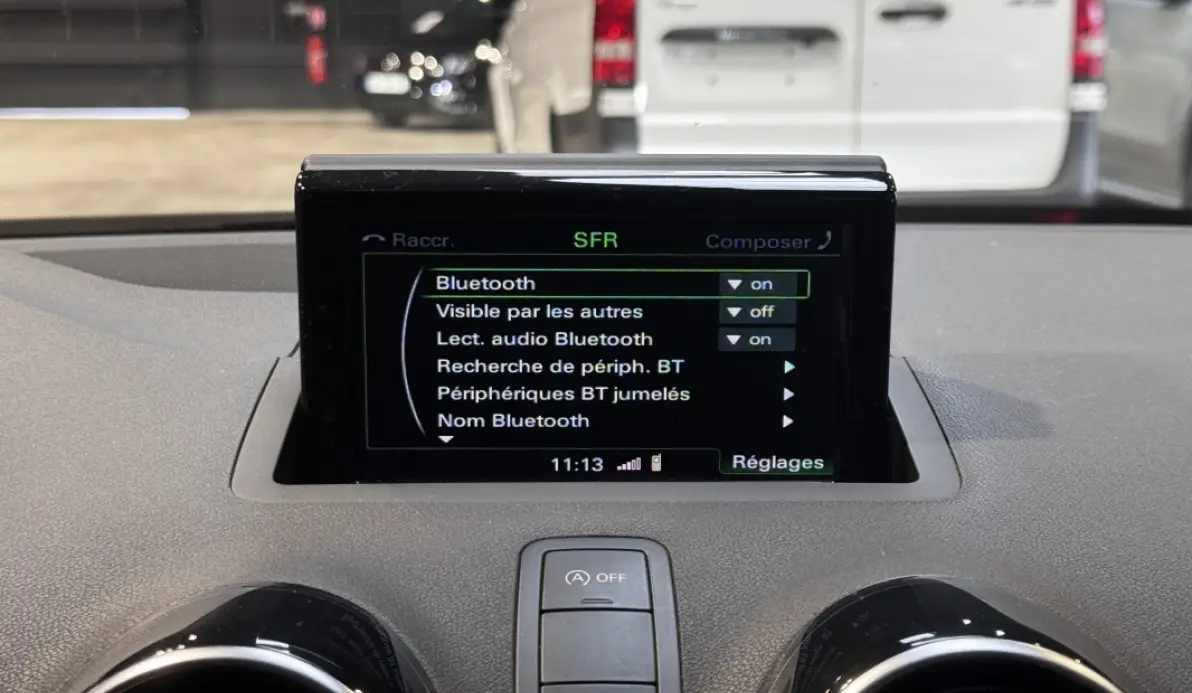 Raccr. SFR Composer
Bluetooth on
Visible par les autres off
Lect. audio Bluetooth on
Recherche de périph. BT
Périphériques BT jumelés
Nom Bluetooth
11:13 Réglages
A OFF